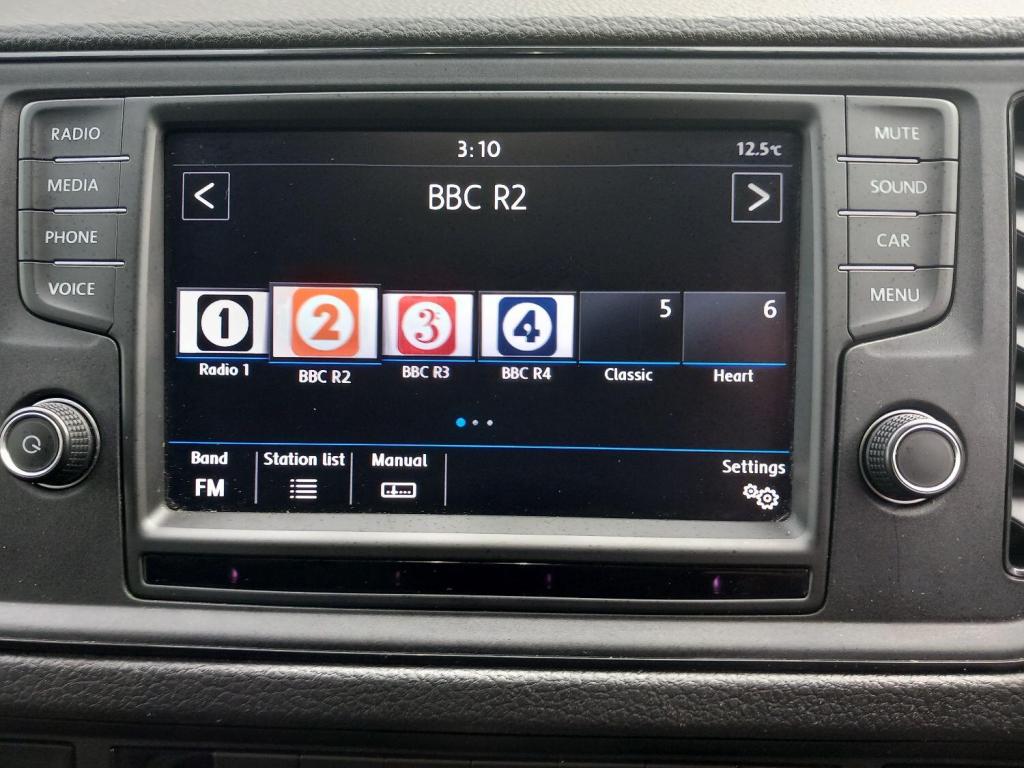 RADIO
MEDIA
PHONE
VOICE
3:10
12.5°C
<
BBC R2
>
1
2
3
4
5
6
Radio 1
BBC R2
BBC R3
BBC R4
Classic
Heart
Band
FM
Station list
Manual
Settings
MUTE
SOUND
CAR
MENU